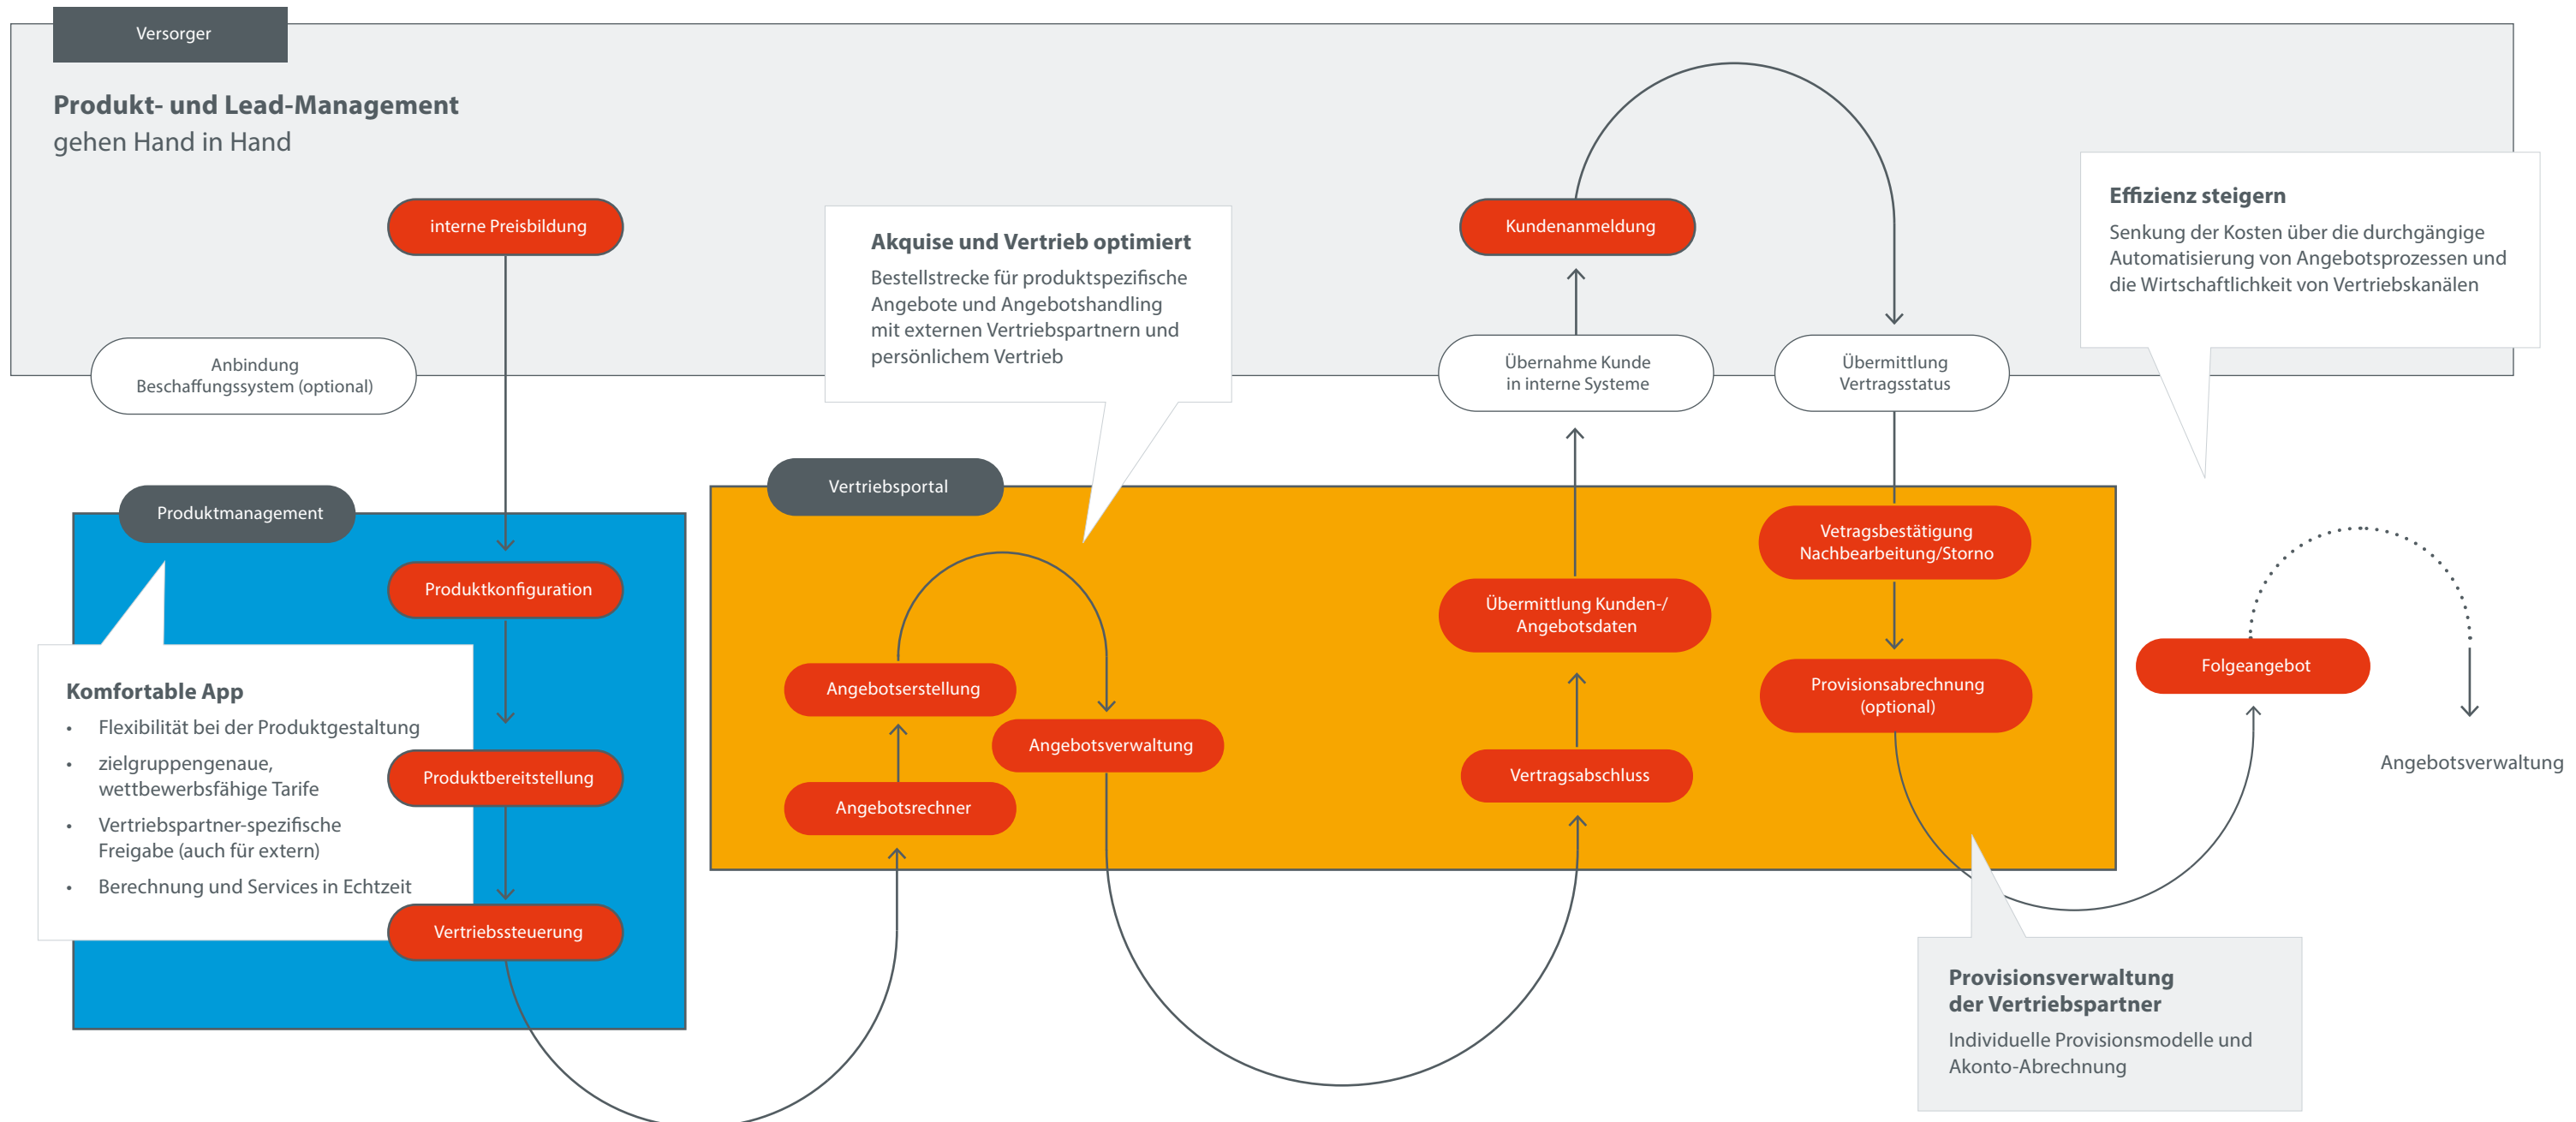 Versorger
Produkt- und Lead-Management
gehen Hand in Hand
interne Preisbildung
Anbindung
Beschaffungssystem (optional)
Akquise und Vertrieb optimiert
Bestellstrecke für produktspezifische
Angebote und Angebotshandling
mit externen Vertriebspartnern und
persönlichem Vertrieb
Kundenanmeldung
Übernahme Kunde
in interne Systeme
Übermittlung
Vertragsstatus
Effizienz steigern
Senkung der Kosten über die durchgängige
Automatisierung von Angebotsprozessen und
die Wirtschaftlichkeit von Vertriebskanälen
Produktmanagement
Produktkonfiguration
Komfortable App
• Flexibilität bei der Produktgestaltung
• zielgruppengenaue,
wettbewerbsfähige Tarife
• Vertriebspartner-spezifische
Freigabe (auch für extern)
• Berechnung und Services in Echtzeit
Produktbereitstellung
Vertriebssteuerung
Vertriebsportal
Angebotserstellung
Angebotsrechner
Angebotsverwaltung
Übermittlung Kunden-/
Angebotsdaten
Vertragsabschluss
Vetragsbestätigung
Nachbearbeitung/Storno
Provisionsabrechnung
(optional)
Folgeangebot
Angebotsverwaltung
Provisionsverwaltung
der Vertriebspartner
Individuelle Provisionsmodelle und
Akonto-Abrechnung